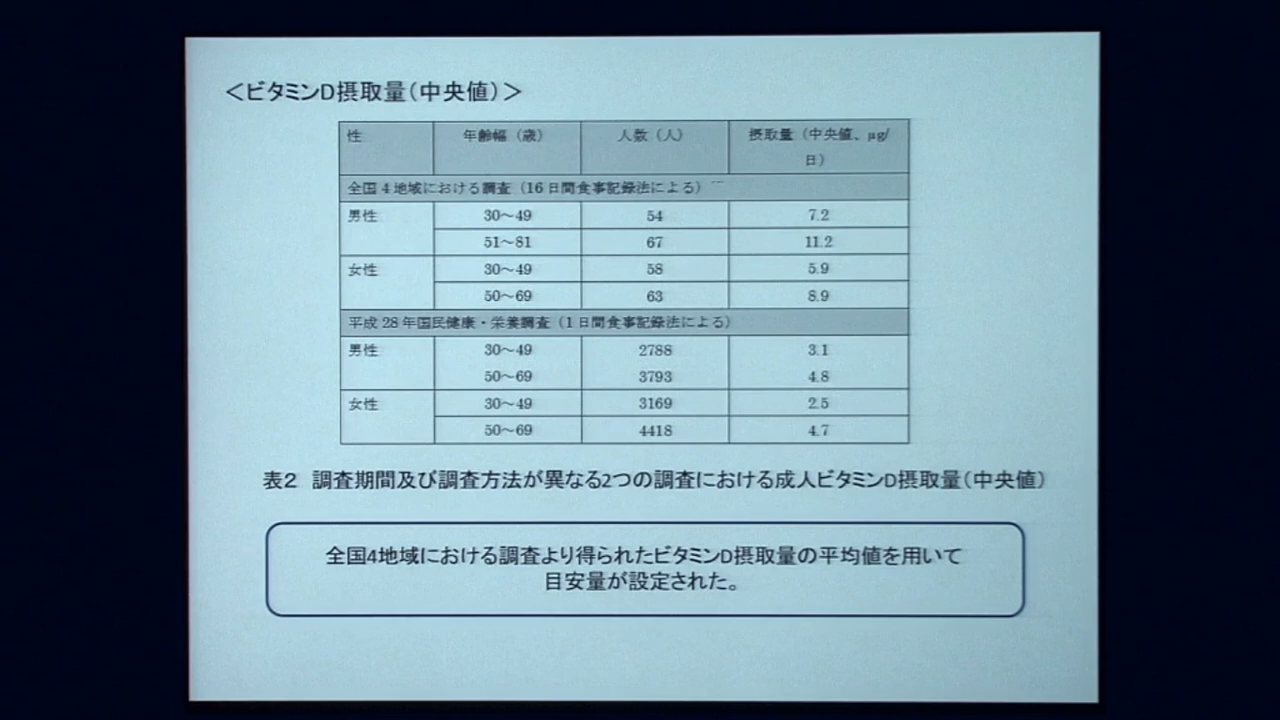 ＜ビタミンD摂取量（中央値）＞
性 年齢幅（歳） 人数（人） 摂取量（中央値、μg/
日）
全国4地域における調査（16日間食事記録法による）
男性 30～49 54 7.2
51～81 67 11.2
女性 30～49 58 5.9
50～69 63 8.9
平成28年国民健康・栄養調査（1日間食事記録法による）
男性 30～49 2788 3.1
50～69 3793 4.8
女性 30～49 3169 2.5
50～69 4418 4.7
表2 調査期間及び調査方法が異なる2つの調査における成人ビタミンD摂取量（中央値）
全国4地域における調査より得られたビタミンD摂取量の平均値を用いて
目安量が設定された。